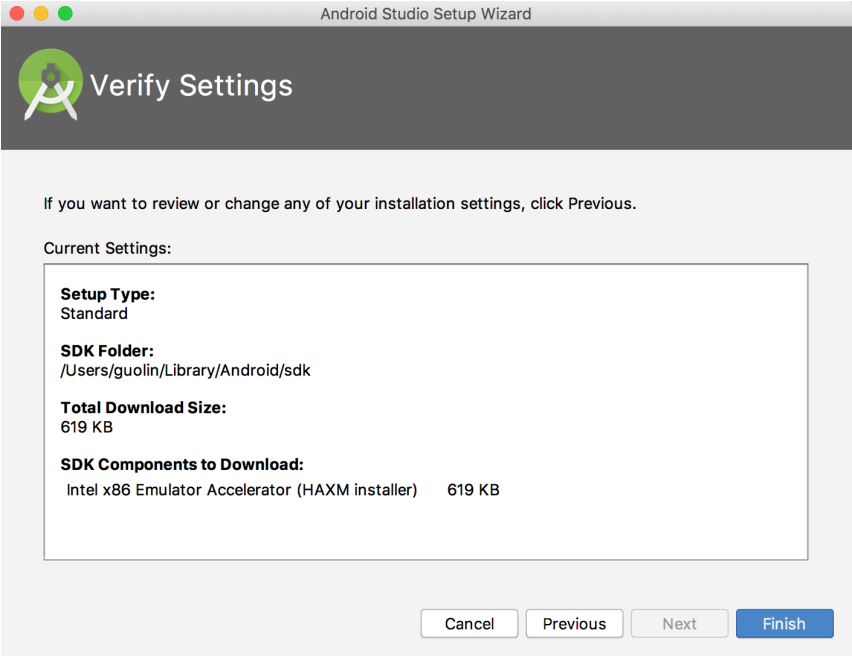 Android Studio Setup Wizard
Verify Settings
If you want to review or change any of your installation settings, click Previous.
Current Settings:
Setup Type:
Standard
SDK Folder:
/Users/guolin/Library/Android/sdk
Total Download Size:
619 KB
SDK Components to Download:
Intel x86 Emulator Accelerator (HAXM installer) 619 KB
Cancel Previous Next Finish